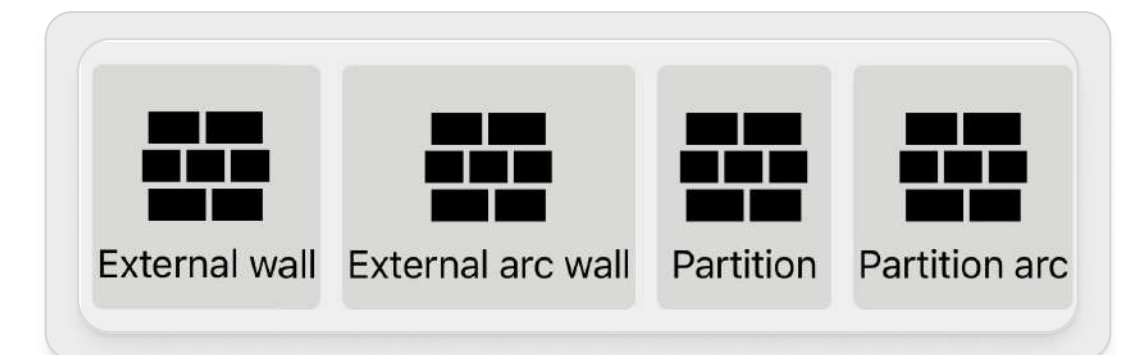 External wall
External arc wall
Partition
Partition arc